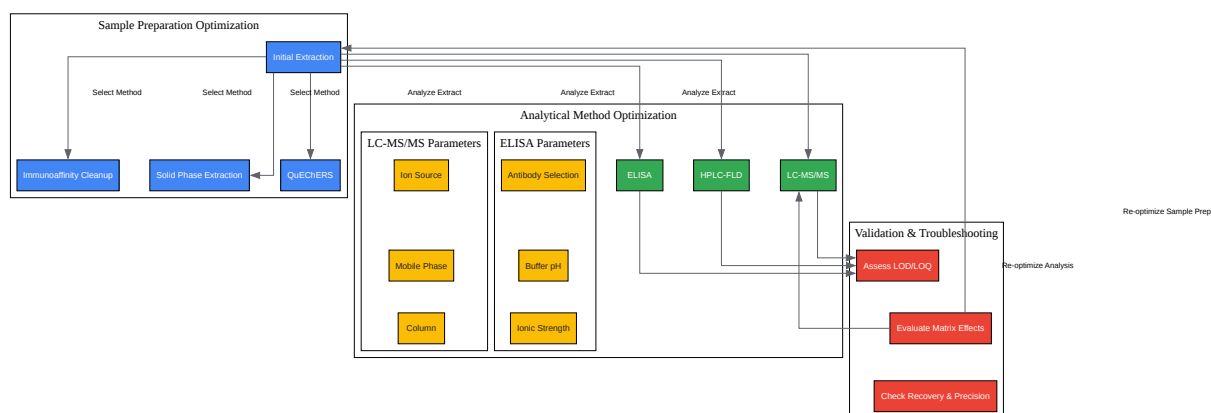 Sample Preparation Optimization
Initial Extraction
Select Method
Select Method
Select Method
Analyze Extract
Analyze Extract
Analyze Extract
Immunoaffinity Cleanup
Solid Phase Extraction
QuEChERS
Analytical Method Optimization
LC-MS/MS Parameters
Ion Source
Mobile Phase
Column
ELISA Parameters
Antibody Selection
Buffer pH
Ionic Strength
ELISA
HPLC-FLD
LC-MS/MS
Re-optimize Sample Prep
Validation & Troubleshooting
Assess LOD/LOQ
Re-optimize Analysis
Evaluate Matrix Effects
Check Recovery & Precision